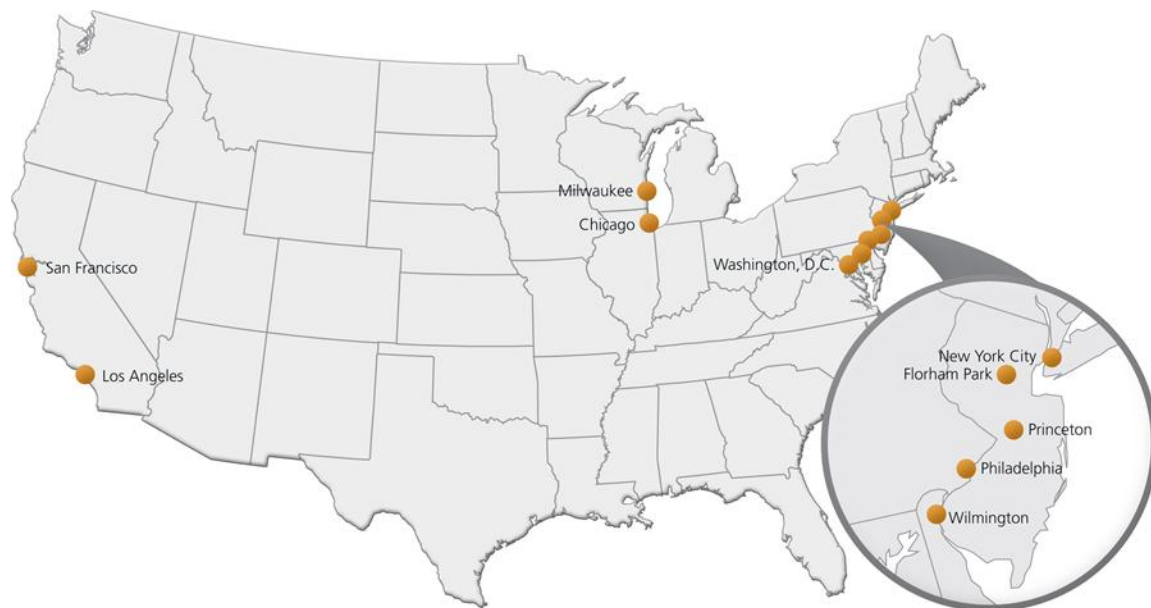 Milwaukee
Chicago
San Francisco
Washington, D.C.
Los Angeles
New York City
Florham Park
Princeton
Philadelphia
Wilmington